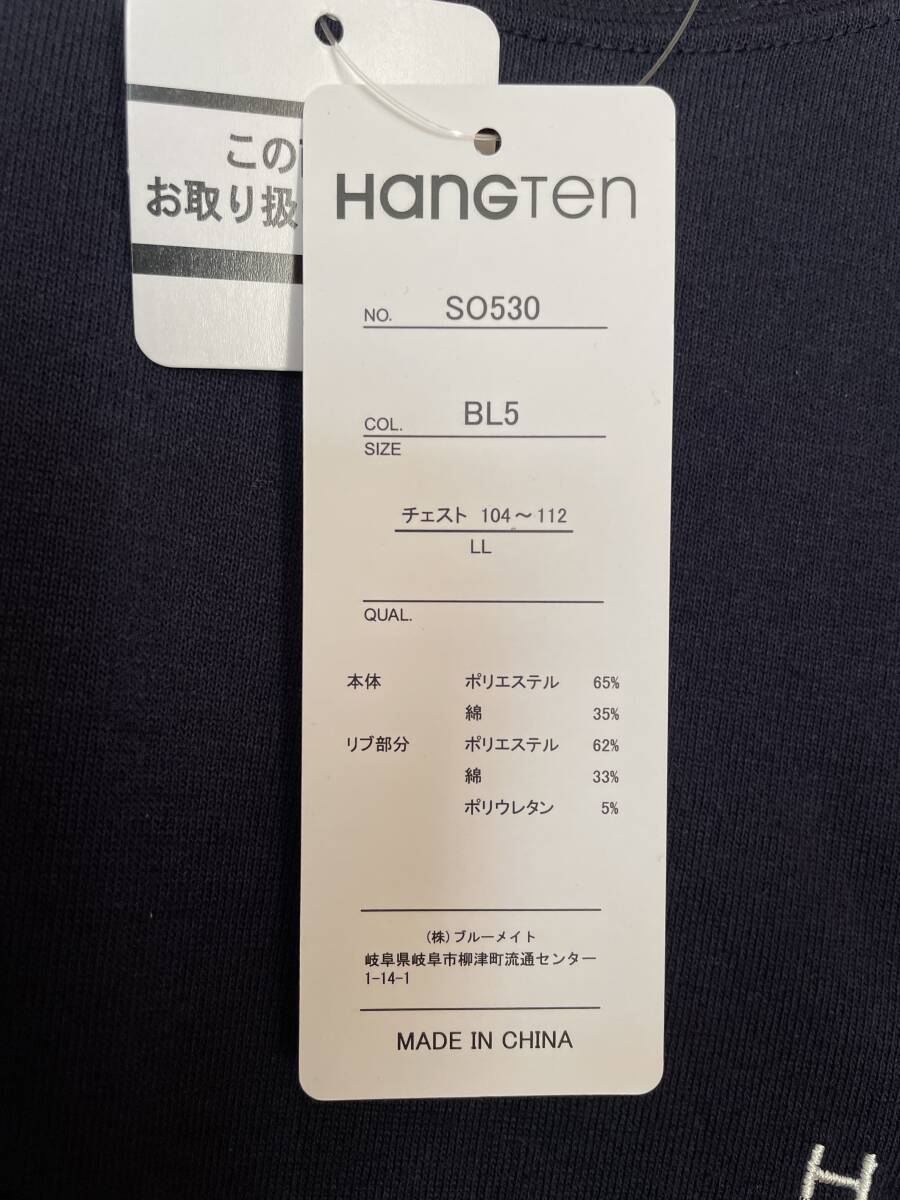 この
お取り扱
HangTen
NO. SO530
COL. BL5
SIZE
チェスト 104～112
LL
QUAL.
本体 ポリエステル 65%
綿 35%
リブ部分 ポリエステル 62%
綿 33%
ポリウレタン 5%
(株)ブルーメイト
岐阜県岐阜市柳津町流通センター
1-14-1
MADE IN CHINA
H